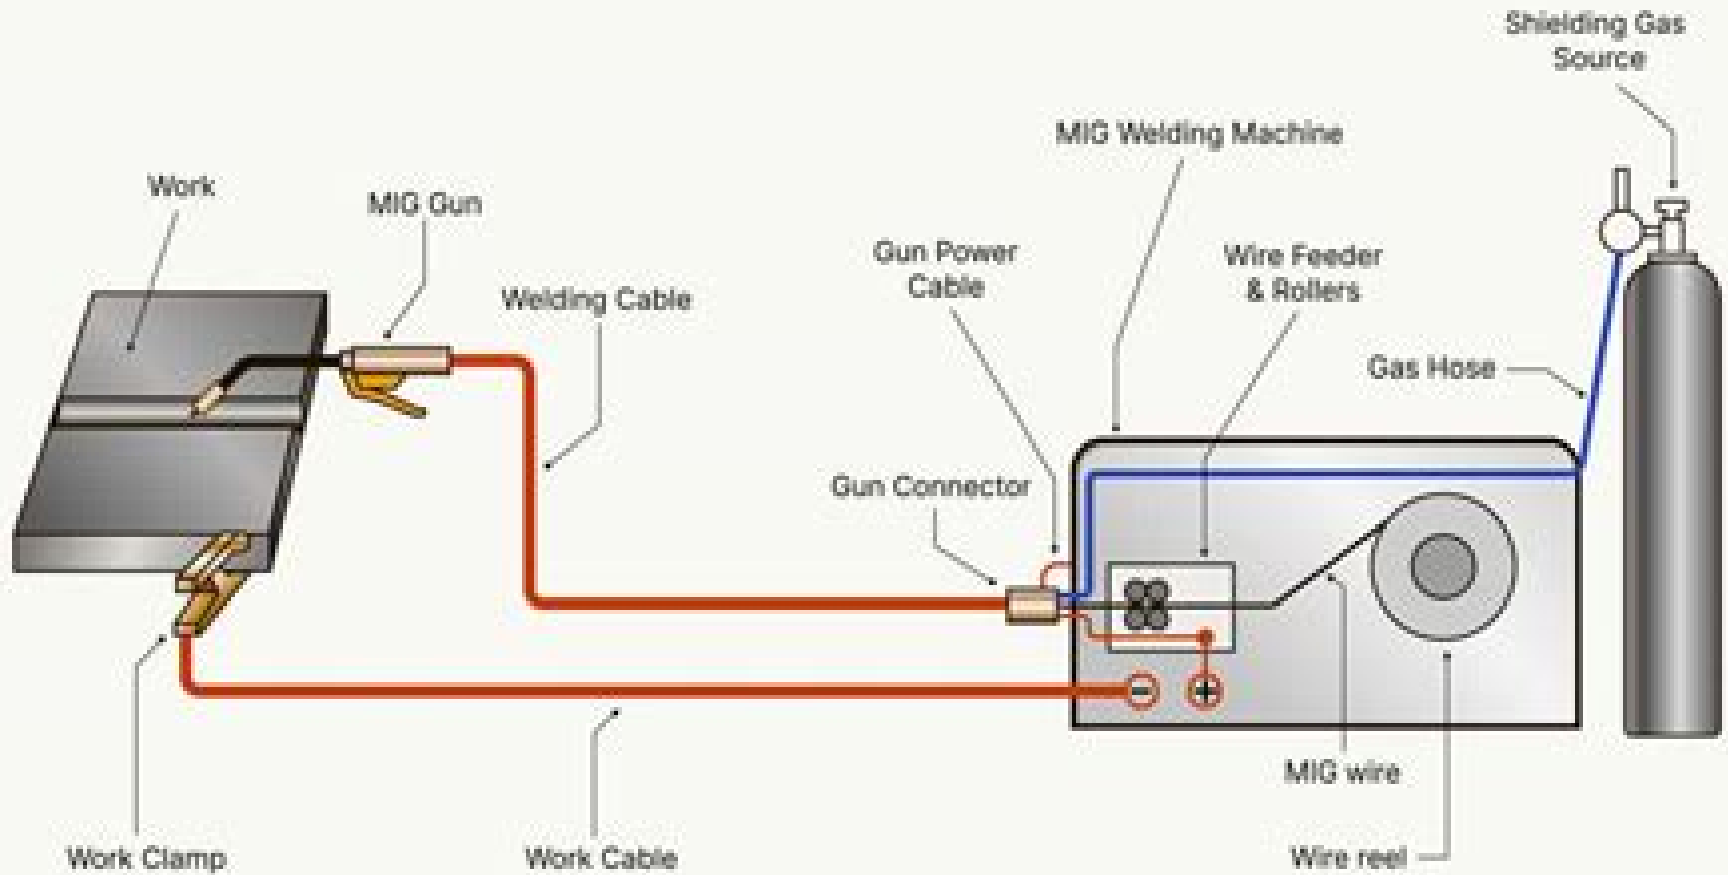 Shielding Gas
Source
MIG Welding Machine
Work
MIG Gun
Gun Power
Cable
Wire Feeder
& Rollers
Welding Cable
Gas Hose
Gun Connector
MIG wire
Work Clamp
Work Cable
Wire reel